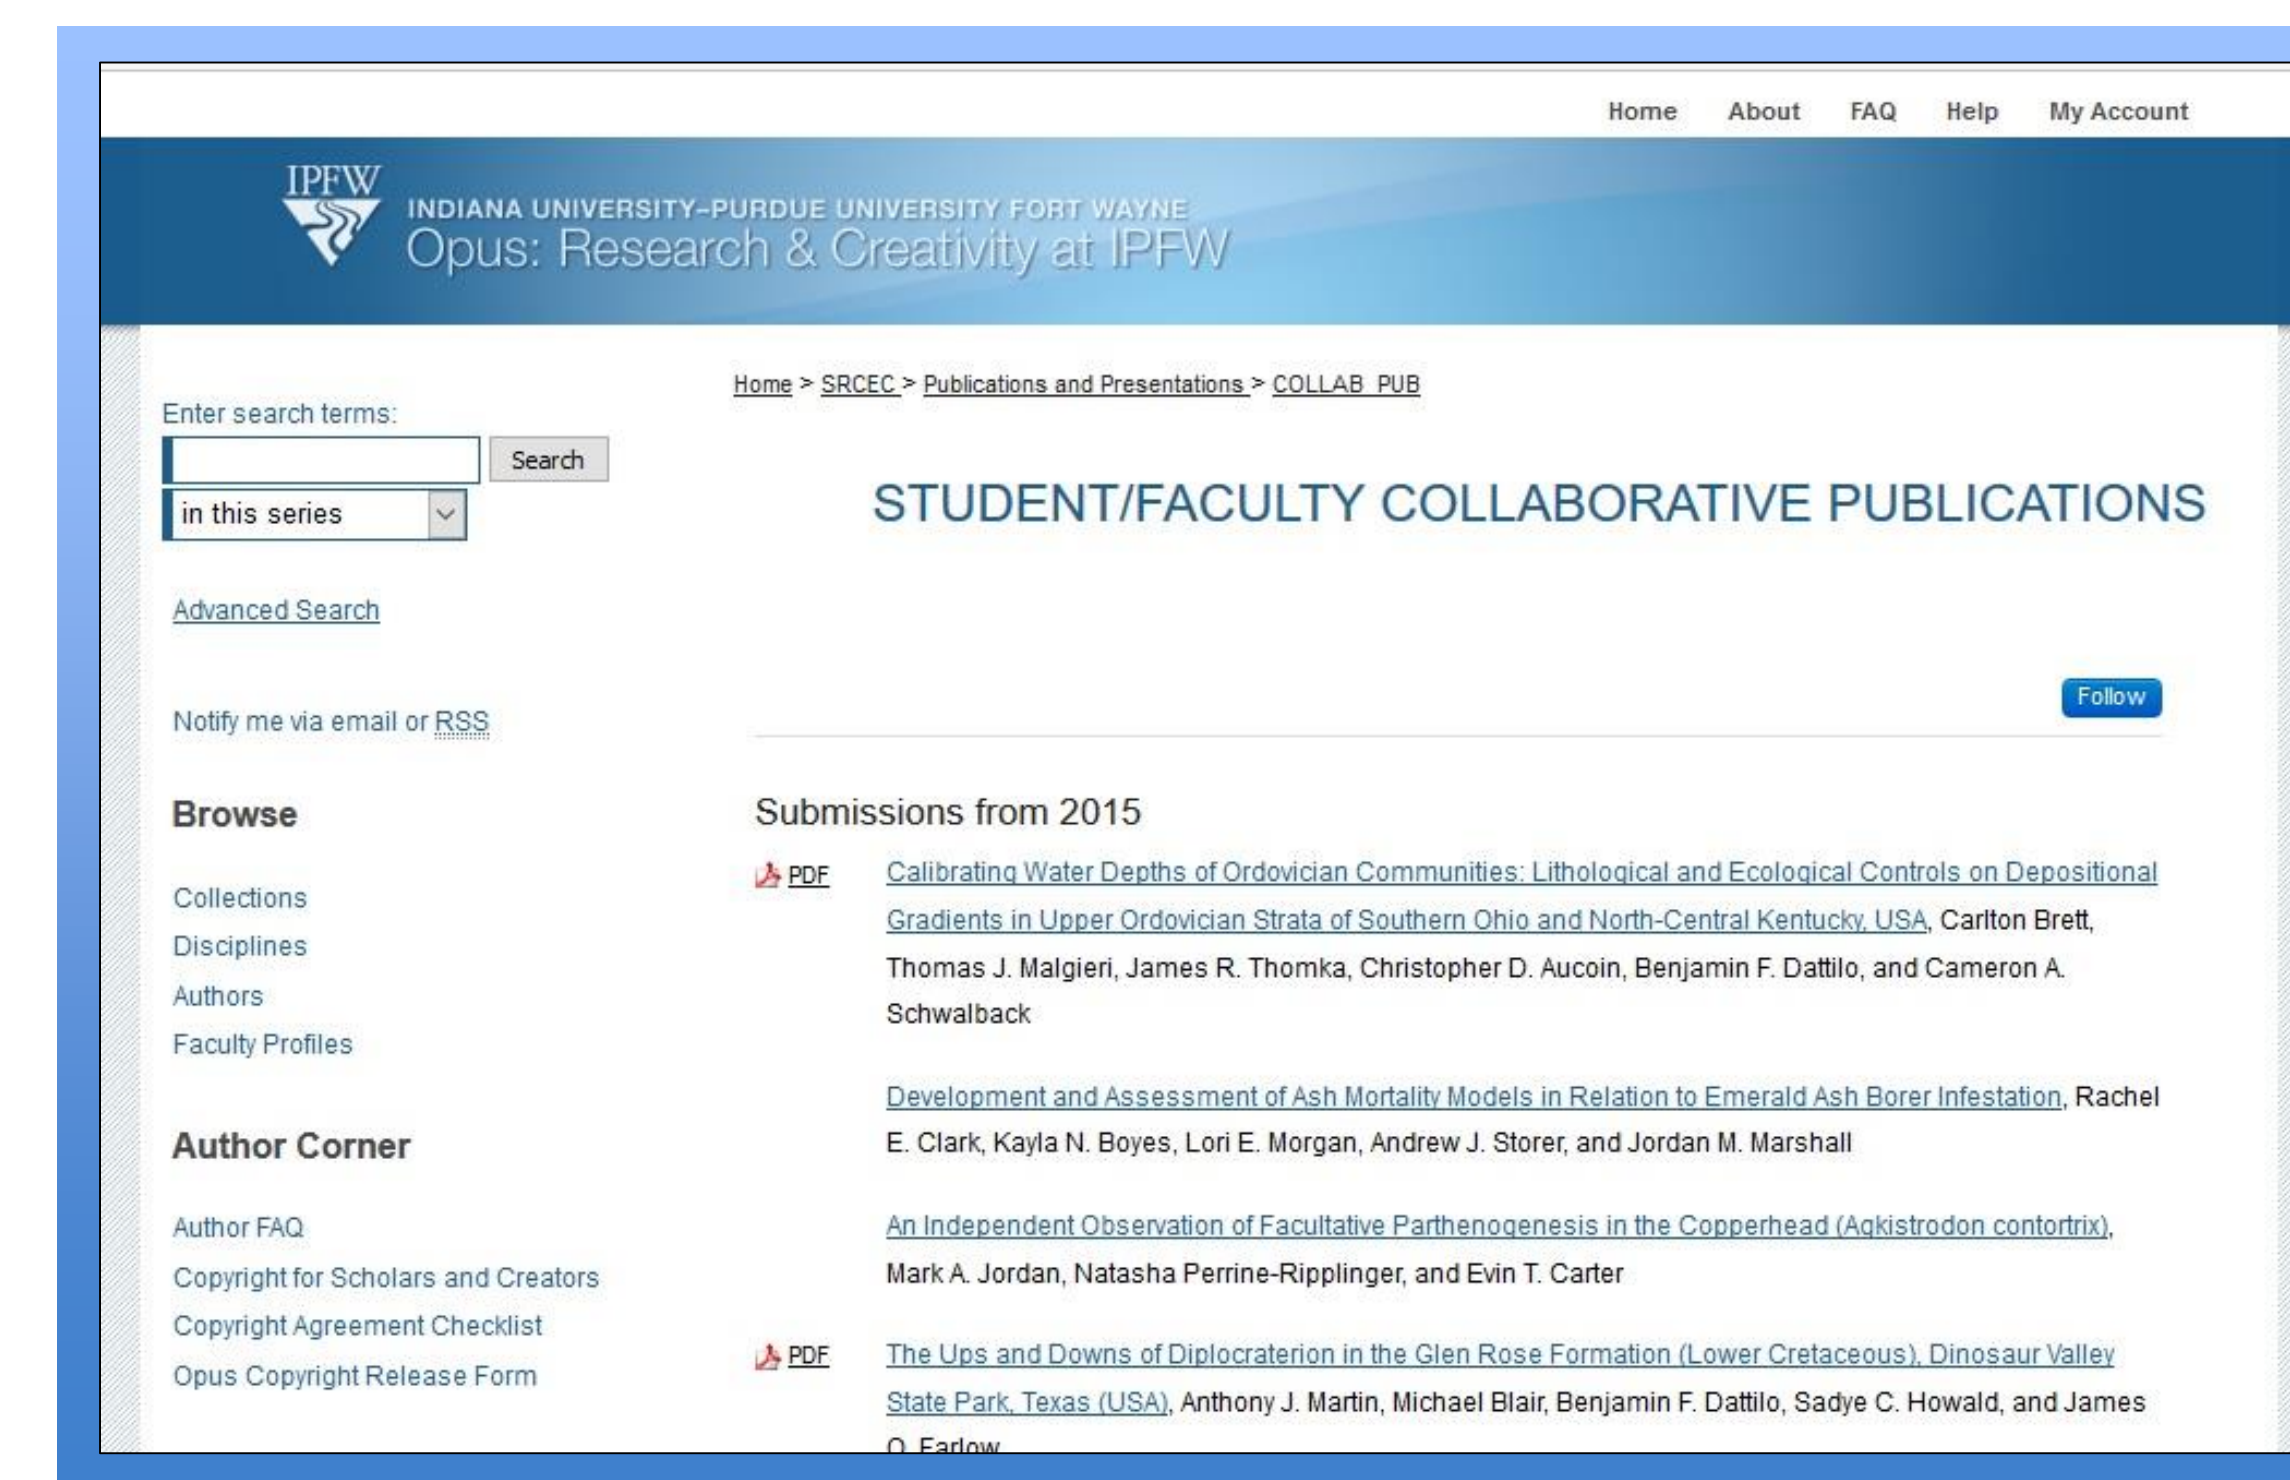 Home About FAQ Help My Account
IPFW
INDIANA UNIVERSITY-PURDUE UNIVERSITY FORT WAYNE
Opus: Research & Creativity at IPFW
Enter search terms:
Search
in this series
Advanced Search
Notify me via email or RSS
Browse
Collections
Disciplines
Authors
Faculty Profiles
Author Corner
Author FAQ
Copyright for Scholars and Creators
Copyright Agreement Checklist
Opus Copyright Release Form
Home > SRCEC > Publications and Presentations > COLLAB_PUB
STUDENT/FACULTY COLLABORATIVE PUBLICATIONS
Follow
Submissions from 2015
PDF Calibrating Water Depths of Ordovician Communities: Lithological and Ecological Controls on Depositional
Gradients in Upper Ordovician Strata of Southern Ohio and North-Central Kentucky, USA, Carlton Brett,
Thomas J. Malgieri, James R. Thomka, Christopher D. Aucoin, Benjamin F. Dattilo, and Cameron A.
Schwalback
Development and Assessment of Ash Mortality Models in Relation to Emerald Ash Borer Infestation, Rachel
E. Clark, Kayla N. Boyes, Lori E. Morgan, Andrew J. Storer, and Jordan M. Marshall
An Independent Observation of Facultative Parthenogenesis in the Copperhead (Agkistrodon contortrix),
Mark A. Jordan, Natasha Perrine-Ripplinger, and Evin T. Carter
PDF The Ups and Downs of Diplocraterion in the Glen Rose Formation (Lower Cretaceous), Dinosaur Valley
State Park, Texas (USA), Anthony J. Martin, Michael Blair, Benjamin F. Dattilo, Sadye C. Howald, and James
O. Farlow